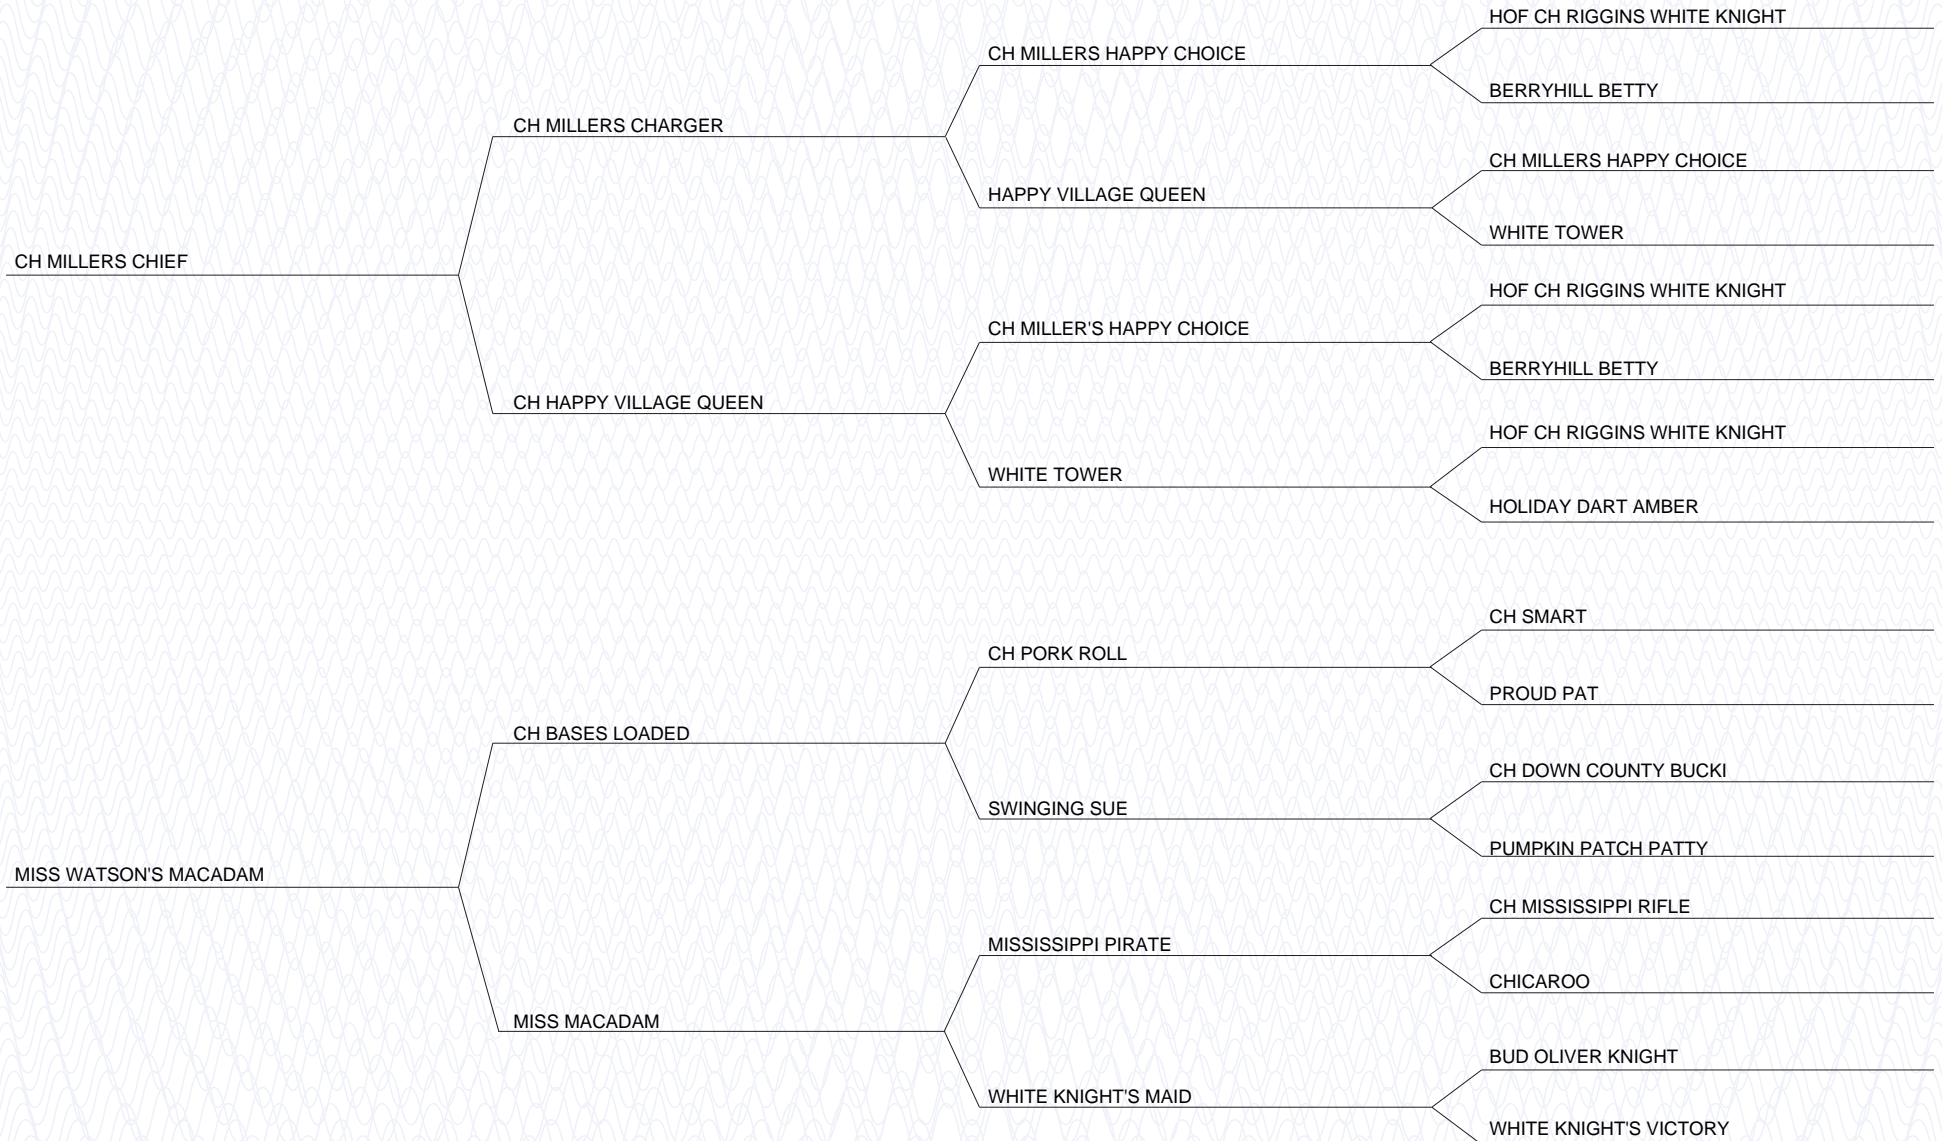 HOF CH RIGGINS WHITE KNIGHT
CH MILLERS HAPPY CHOICE
BERRYHILL BETTY
CH MILLERS CHARGER
CH MILLERS HAPPY CHOICE
HAPPY VILLAGE QUEEN
WHITE TOWER
CH MILLERS CHIEF
HOF CH RIGGINS WHITE KNIGHT
CH MILLER'S HAPPY CHOICE
BERRYHILL BETTY
CH HAPPY VILLAGE QUEEN
HOF CH RIGGINS WHITE KNIGHT
WHITE TOWER
HOLIDAY DART AMBER
CH SMART
CH PORK ROLL
PROUD PAT
CH BASES LOADED
CH DOWN COUNTY BUCKI
SWINGING SUE
PUMPKIN PATCH PATTY
MISS WATSON'S MACADAM
CH MISSISSIPPI RIFLE
MISSISSIPPI PIRATE
CHICAROO
MISS MACADAM
BUD OLIVER KNIGHT
WHITE KNIGHT'S MAID
WHITE KNIGHT'S VICTORY